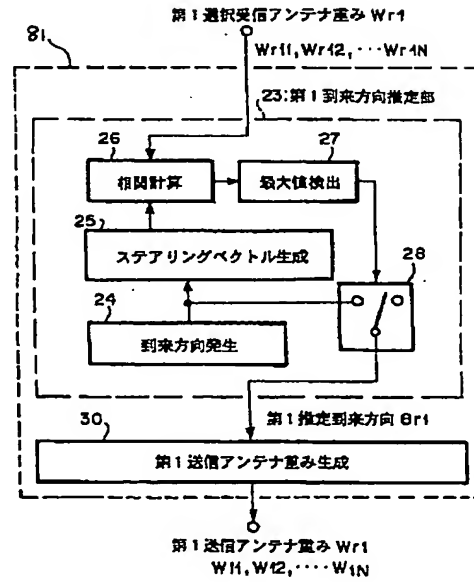 第1選択受信アンテナ重み Wr1
81
Wr11, Wr12, ···Wr1N
23:第1到来方向推定部
26
27
相関計算
最大値検出
25
ステアリングベクトル生成
28
24
到来方向発生
第1推定到来方向 θr1
30
第1送信アンテナ重み生成
第1送信アンテナ重み Wr1
W11, W12, ····W1N